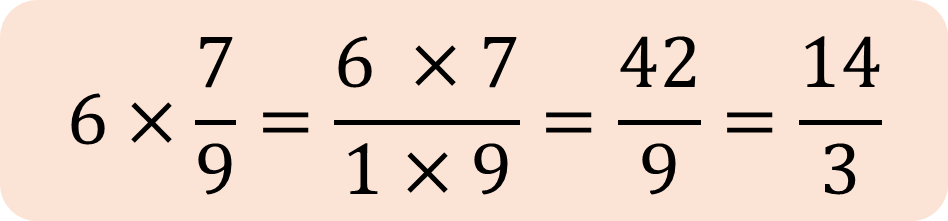 6 × 7/9 = 6 × 7/1 × 9 = 42/9 = 14/3